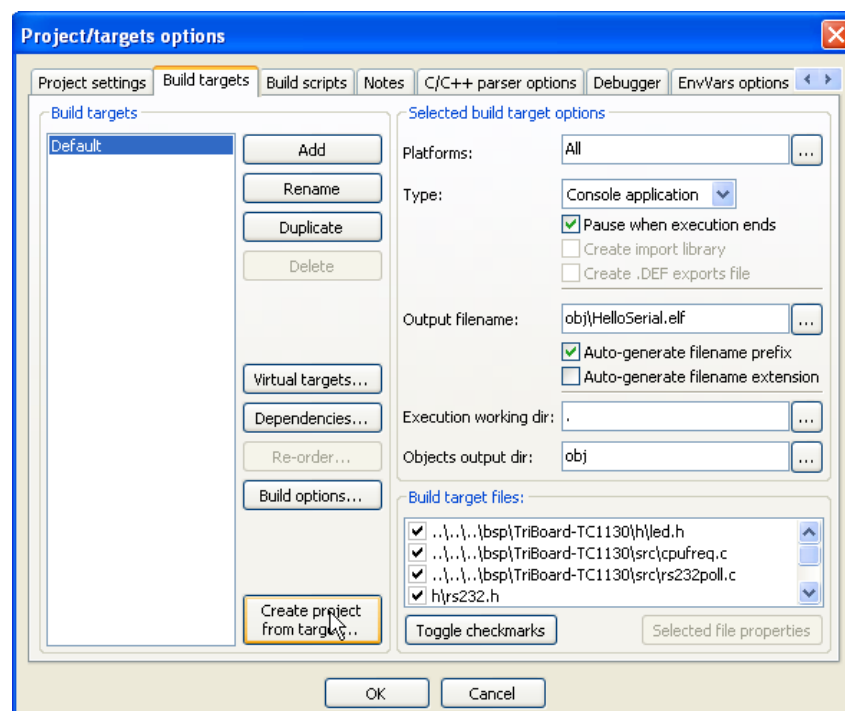 Project/targets options
Project settings
Build targets
Build scripts
Notes
C/C++ parser options
Debugger
EnvVars options
Build targets
Default
Add
Rename
Duplicate
Delete
Virtual targets...
Dependencies...
Re-order...
Build options...
Create project
from target...
Selected build target options
Platforms:
All
...
Type:
Console application
Pause when execution ends
Create import library
Create .DEF exports file
Output filename:
obj\HelloSerial.elf
...
Auto-generate filename prefix
Auto-generate filename extension
Execution working dir:
.
...
Objects output dir:
obj
...
Build target files:
..\..\..\bsp\TriBoard-TC1130\h\led.h
..\..\..\bsp\TriBoard-TC1130\src\cpufreq.c
..\..\..\bsp\TriBoard-TC1130\src\rs232poll.c
h\rs232.h
Toggle checkmarks
Selected file properties
OK
Cancel